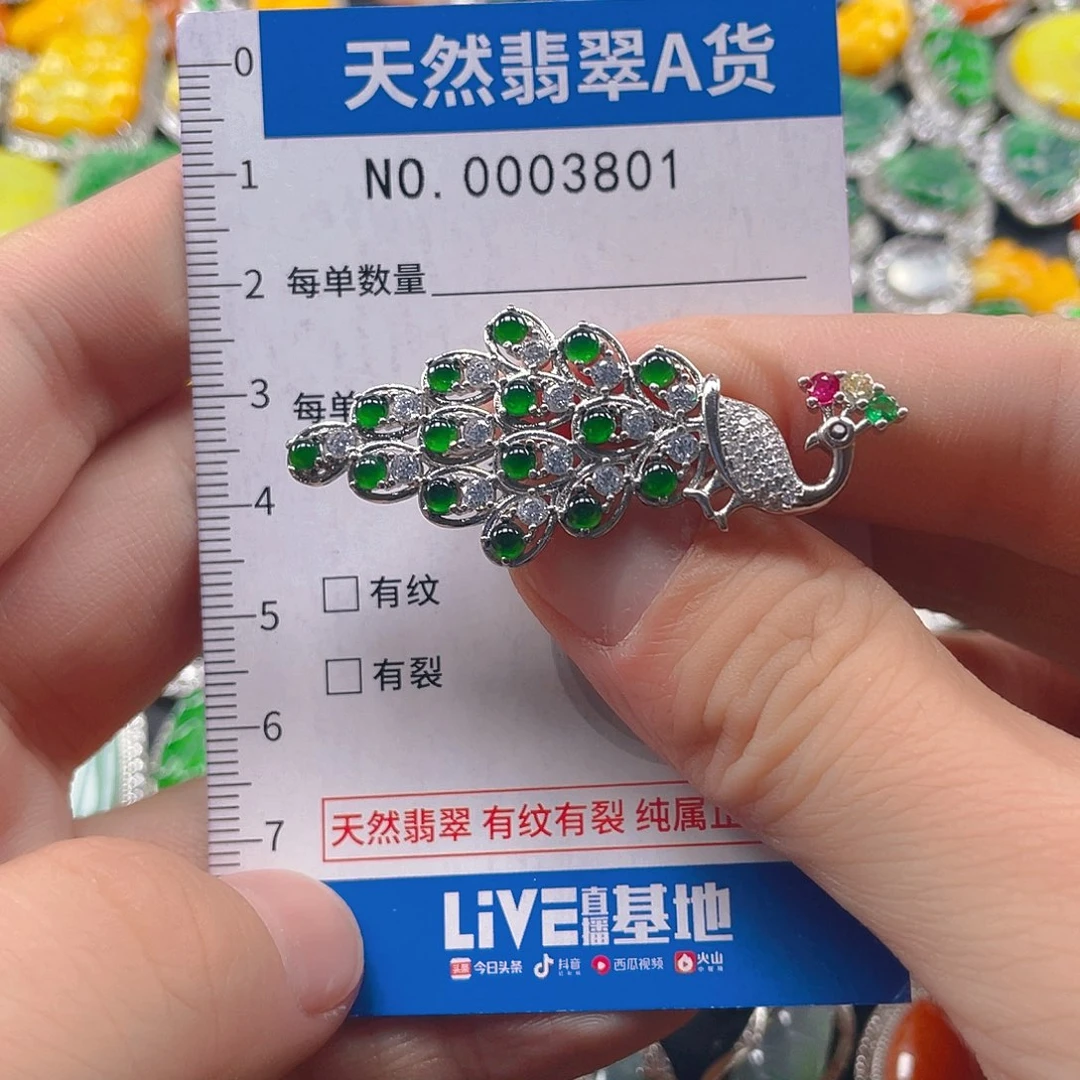 天然翡翠A货
NO. 0003801
0
1
2
3
4
5
6
7
每单数量
每单
有纹
有裂
天然翡翠 有纹有裂 纯属
LiVE直播基地
头条 今日头条 抖音 西瓜视频 火山